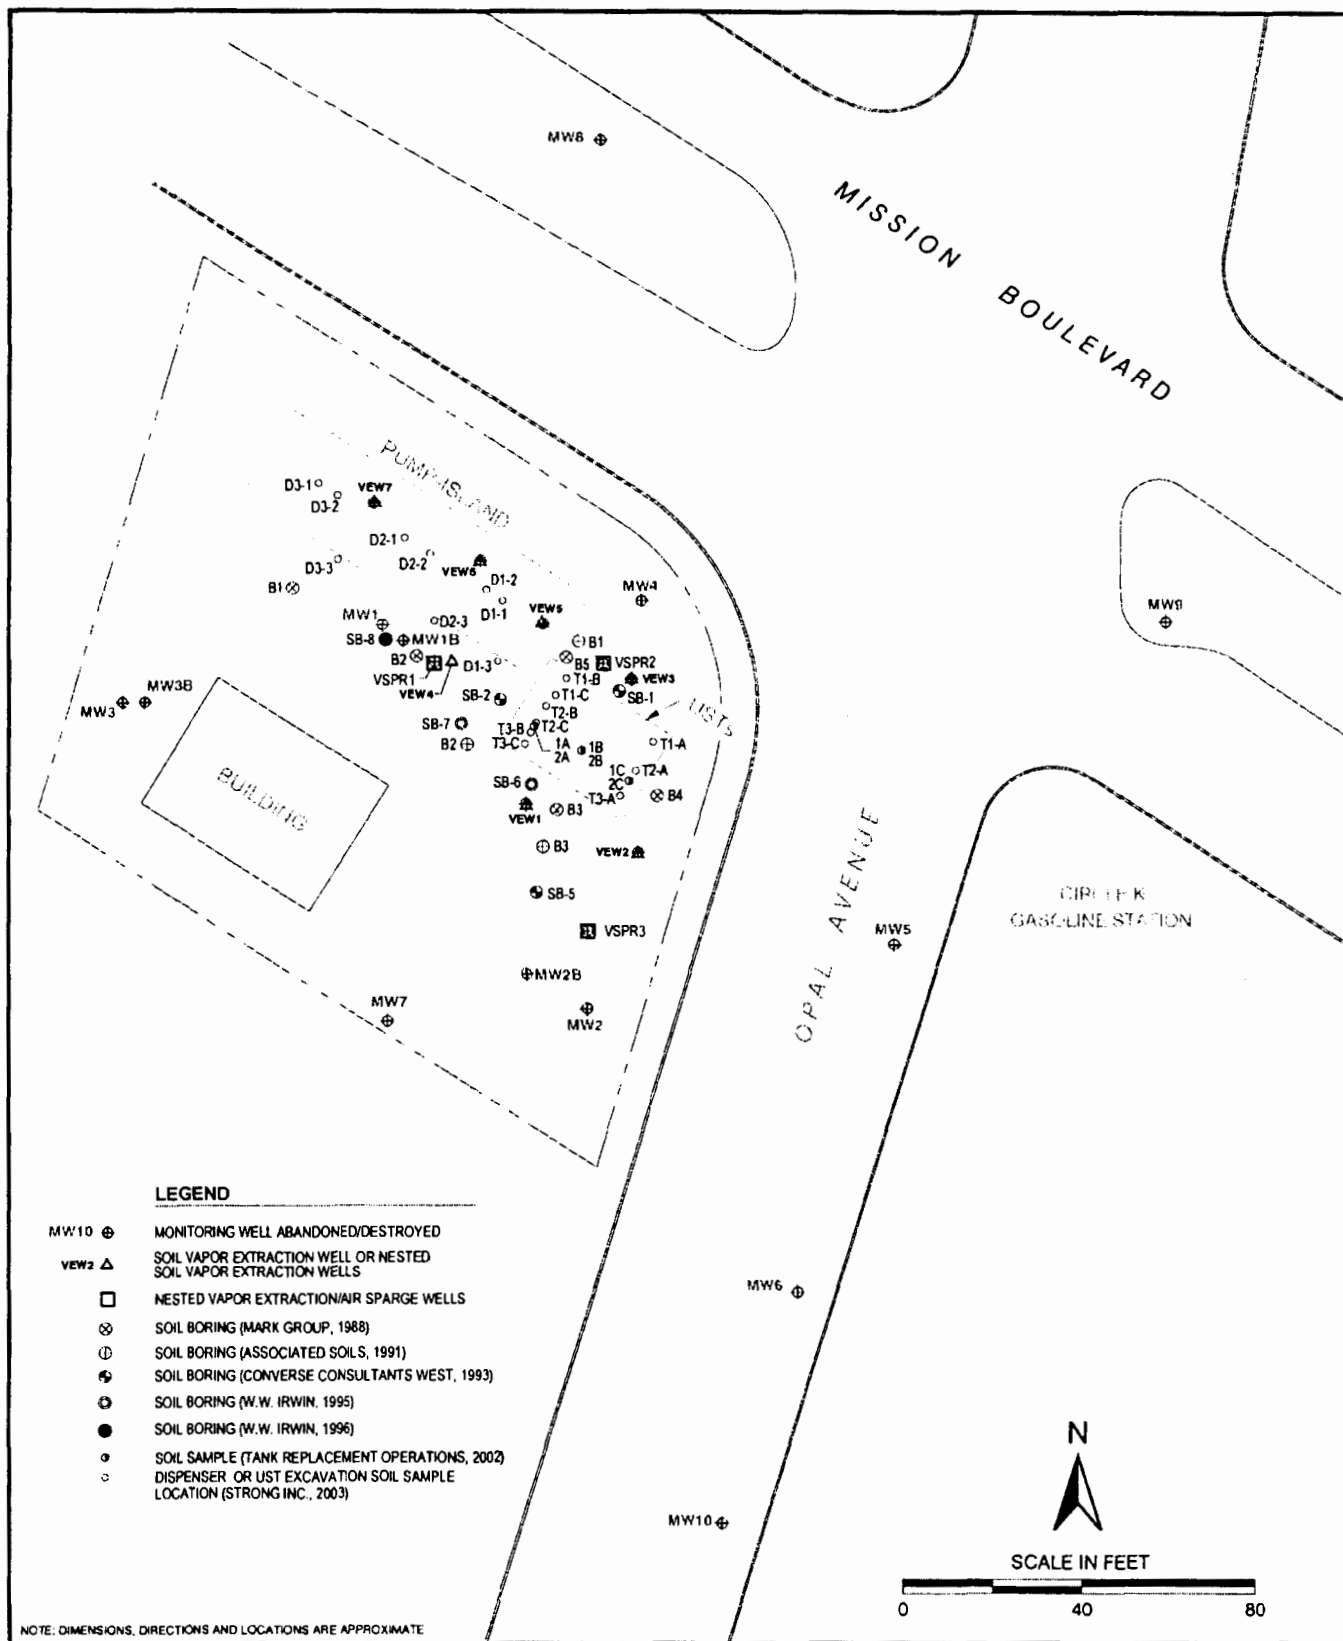 MW8
MISSION BOULEVARD
PUMP ISLAND
D3-1
D3-2
VEW7
D2-1
D2-2
VEW6
D3-3
B1
D1-2
D1-1
MW4
MW9
MW1
D2-3
VEW5
SB-8
MW1B
B1
B2
VSPR1
VEW4
D1-3
B5
VSPR2
VEW3
T1-B
SB-1
SB-2
T1-C
T2-B
USTS
MW3
MW3B
SB-7
T3-B
T2-C
B2
T3-C
1A
2A
1B
2B
T1-A
1C
2C
T2-A
SB-6
T3-A
B4
BUILDING
VEW1
B3
B3
VEW2
SB-5
OPAL AVENUE
CIRCLE K
GASOLINE STATION
VSPR3
MW5
MW2B
MW7
MW2
LEGEND
MW10 MONITORING WELL ABANDONED/DESTROYED
VEW2 SOIL VAPOR EXTRACTION WELL OR NESTED
SOIL VAPOR EXTRACTION WELLS
NESTED VAPOR EXTRACTION/AIR SPARGE WELLS
SOIL BORING (MARK GROUP, 1988)
SOIL BORING (ASSOCIATED SOILS, 1991)
SOIL BORING (CONVERSE CONSULTANTS WEST, 1993)
SOIL BORING (W.W. IRWIN, 1995)
SOIL BORING (W.W. IRWIN, 1996)
SOIL SAMPLE (TANK REPLACEMENT OPERATIONS, 2002)
DISPENSER OR UST EXCAVATION SOIL SAMPLE
LOCATION (STRONG INC., 2003)
MW6
MW10
N
SCALE IN FEET
0 40 80
NOTE: DIMENSIONS, DIRECTIONS AND LOCATIONS ARE APPROXIMATE